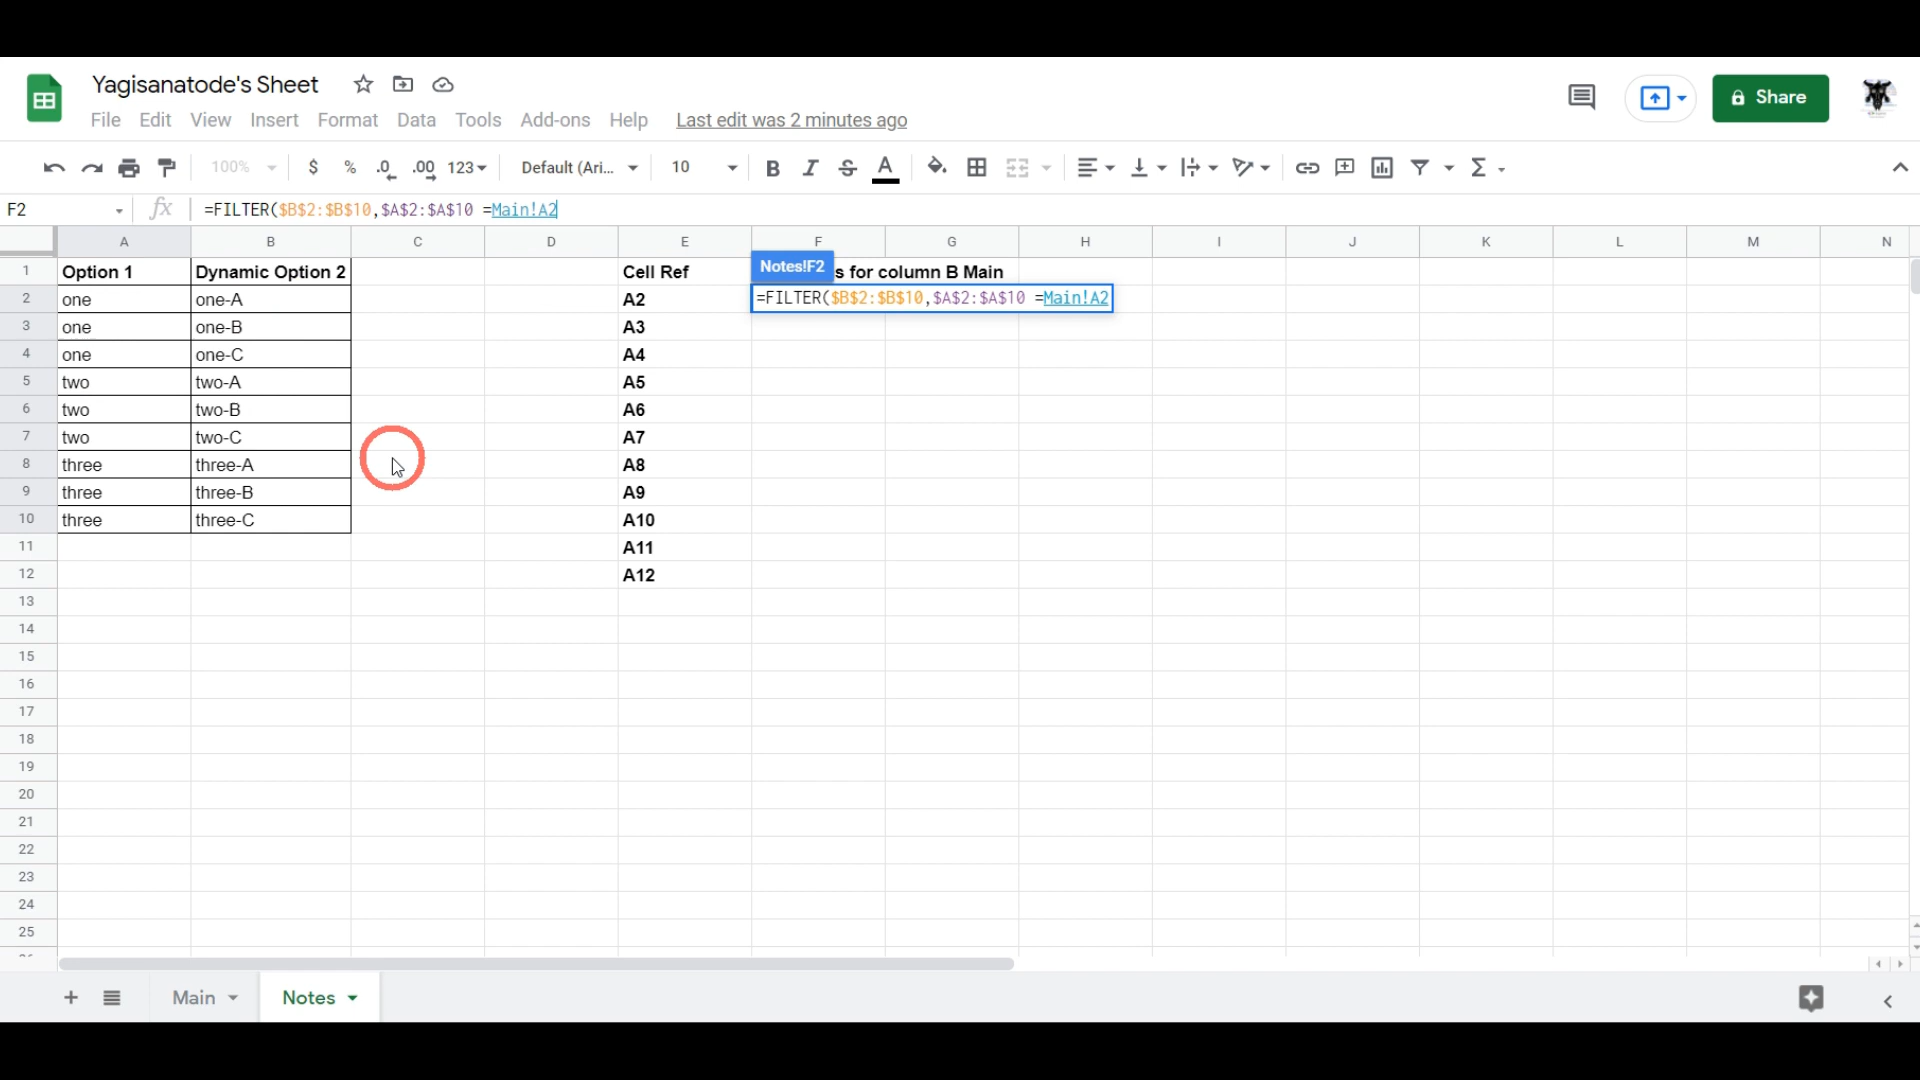 Yagisanatode's Sheet
File Edit View Insert Format Data Tools Add-ons Help Last edit was 2 minutes ago
Share
100% $ % .0 .00 123 Default (Ari... 10 B I S A
F2 fx =FILTER($B$2:$B$10,$A$2:$A$10 =Main!A2
A B C D E F G H I J K L M N
Notes!F2
1 Option 1 Dynamic Option 2 Cell Ref s for column B Main
2 one one-A A2 =FILTER($B$2:$B$10,$A$2:$A$10 =Main!A2
3 one one-B A3
4 one one-C A4
5 two two-A A5
6 two two-B A6
7 two two-C A7
8 three three-A A8
9 three three-B A9
10 three three-C A10
11 A11
12 A12
13
14
15
16
17
18
19
20
21
22
23
24
25
Main Notes